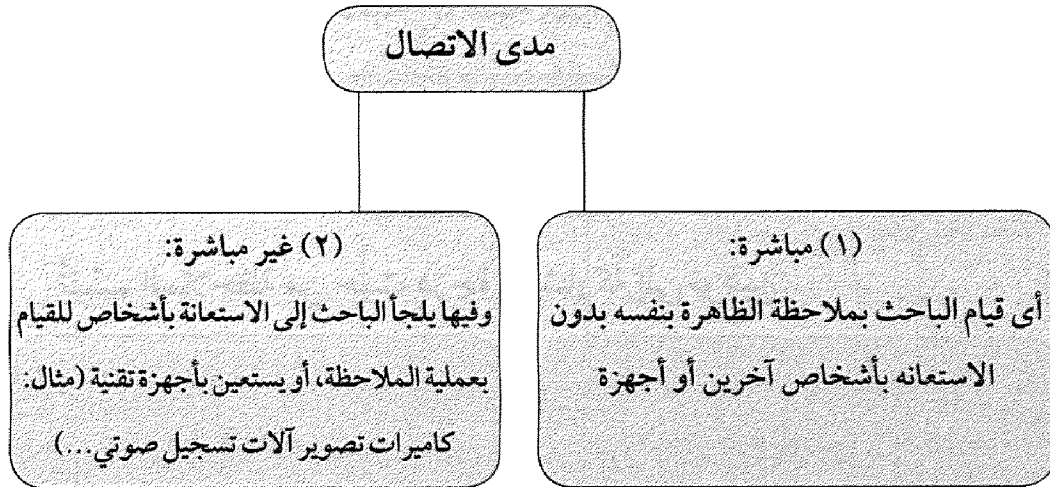 مدى الاتصال
(١) مباشرة:
أى قيام الباحث بملاحظة الظاهرة بنفسه بدون
الاستعانه بأشخاص آخرين أو أجهزة
(٢) غير مباشرة:
وفيها يلجأ الباحث إلى الاستعانة بأشخاص للقيام
بعملية الملاحظة، أو يستعين بأجهزة تقنية (مثال:
كاميرات تصوير آلات تسجيل صوتي...)